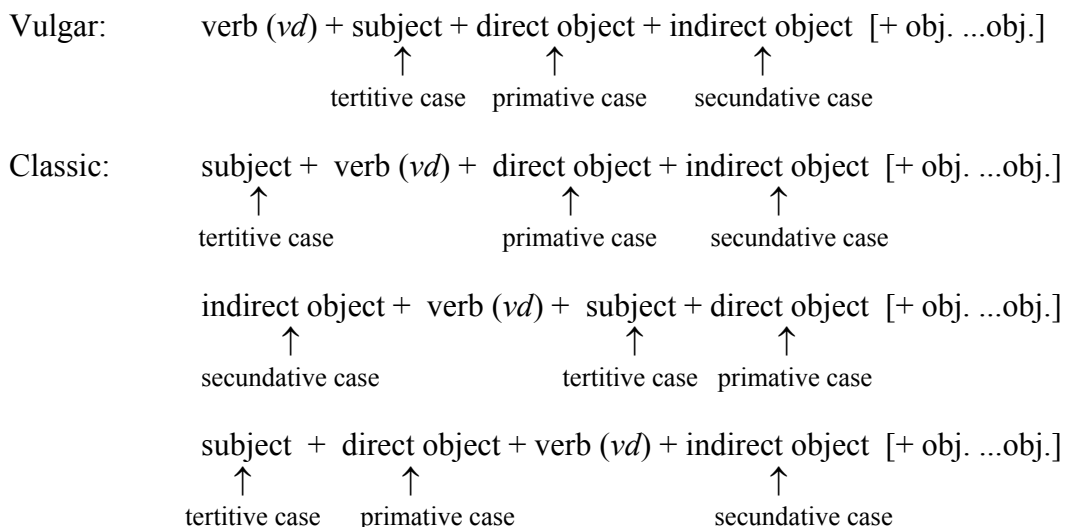 Vulgar: verb (vd) + subject + direct object + indirect object [+ obj. ...obj.]
↑ ↑ ↑
tertitive case primative case secundative case
Classic: subject + verb (vd) + direct object + indirect object [+ obj. ...obj.]
↑ ↑ ↑
tertitive case primative case secundative case
indirect object + verb (vd) + subject + direct object [+ obj. ...obj.]
↑ ↑ ↑
secundative case tertitive case primative case
subject + direct object + verb (vd) + indirect object [+ obj. ...obj.]
↑ ↑ ↑
tertitive case primative case secundative case